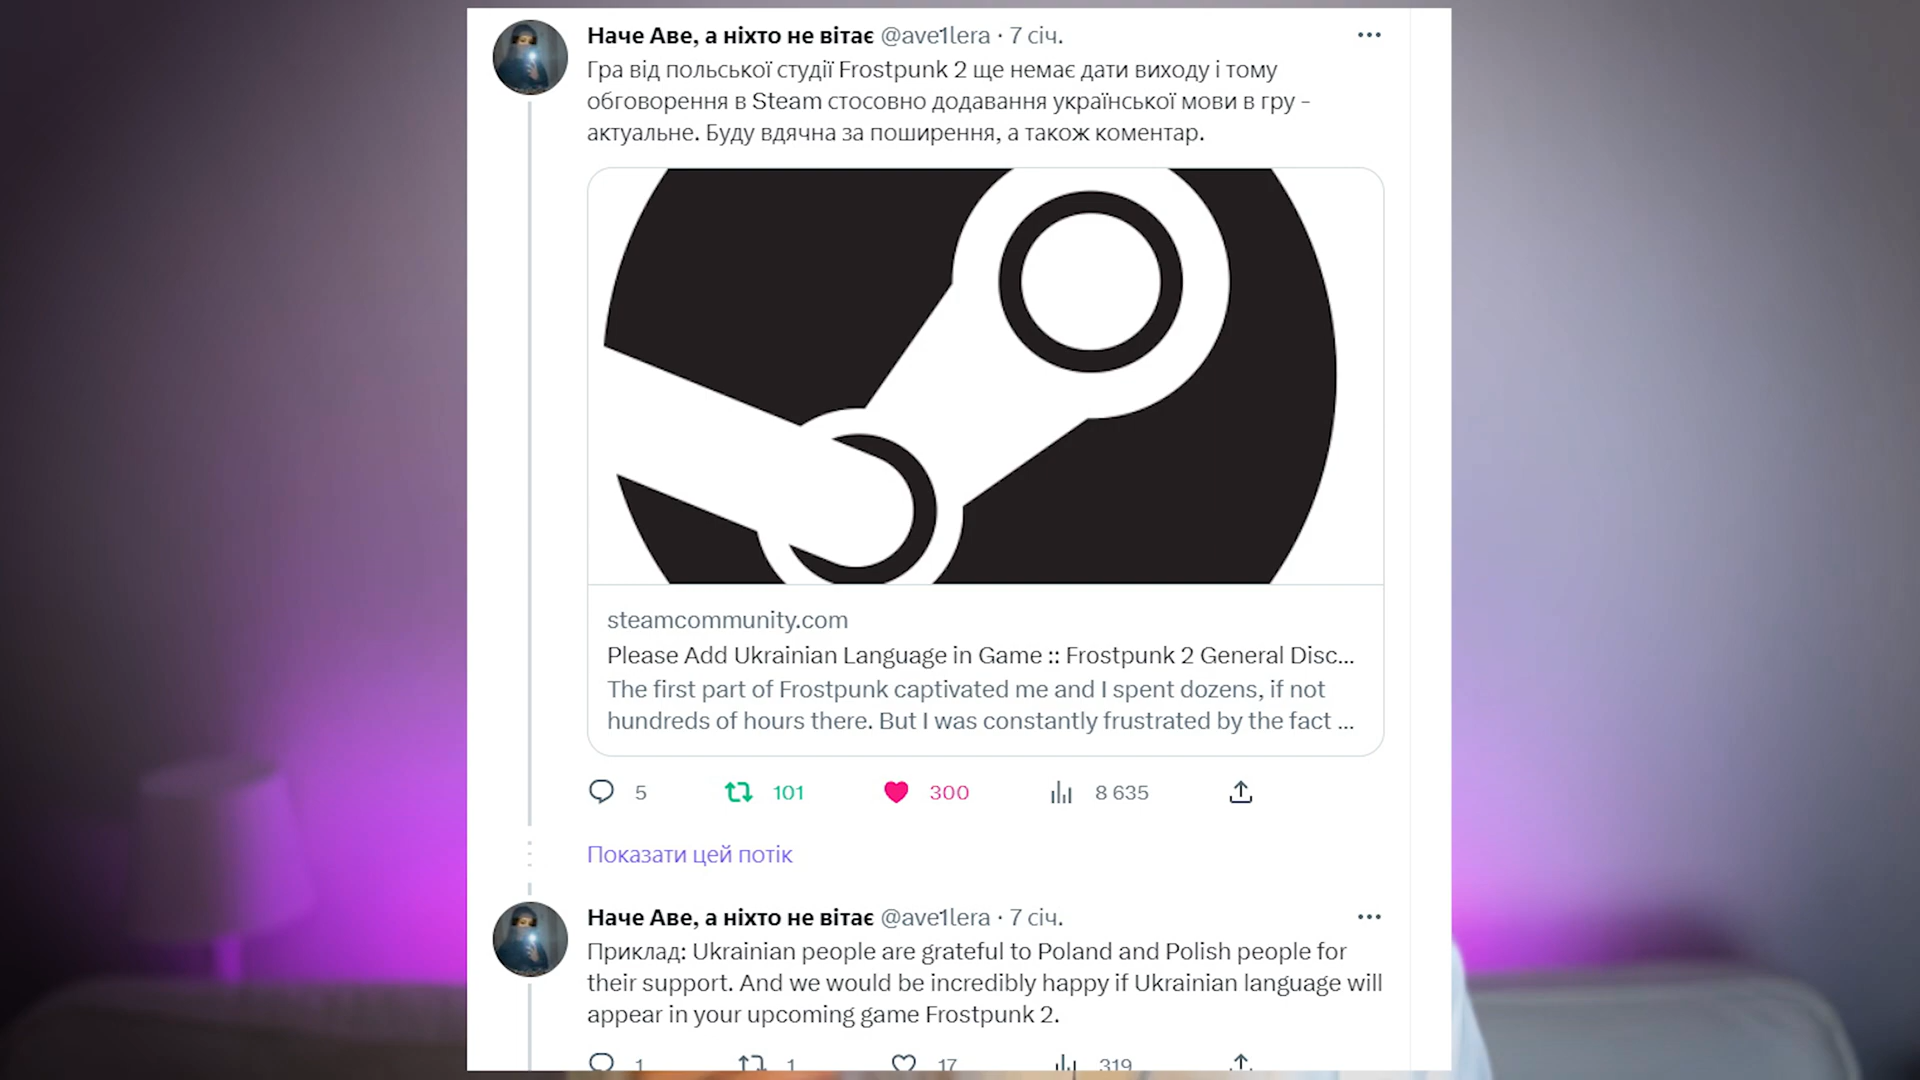 Наче Аве, а ніхто не вітає @ave1lera · 7 січ.
Гра від польської студії Frostpunk 2 ще немає дати виходу і тому
обговорення в Steam стосовно додавання української мови в гру -
актуальне. Буду вдячна за поширення, а також коментар.
steamcommunity.com
Please Add Ukrainian Language in Game :: Frostpunk 2 General Disc...
The first part of Frostpunk captivated me and I spent dozens, if not
hundreds of hours there. But I was constantly frustrated by the fact ...
5 101 300 8 635
Показати цей потік
Наче Аве, а ніхто не вітає @ave1lera · 7 січ.
Приклад: Ukrainian people are grateful to Poland and Polish people for
their support. And we would be incredibly happy if Ukrainian language will
appear in your upcoming game Frostpunk 2.
1 1 17 319